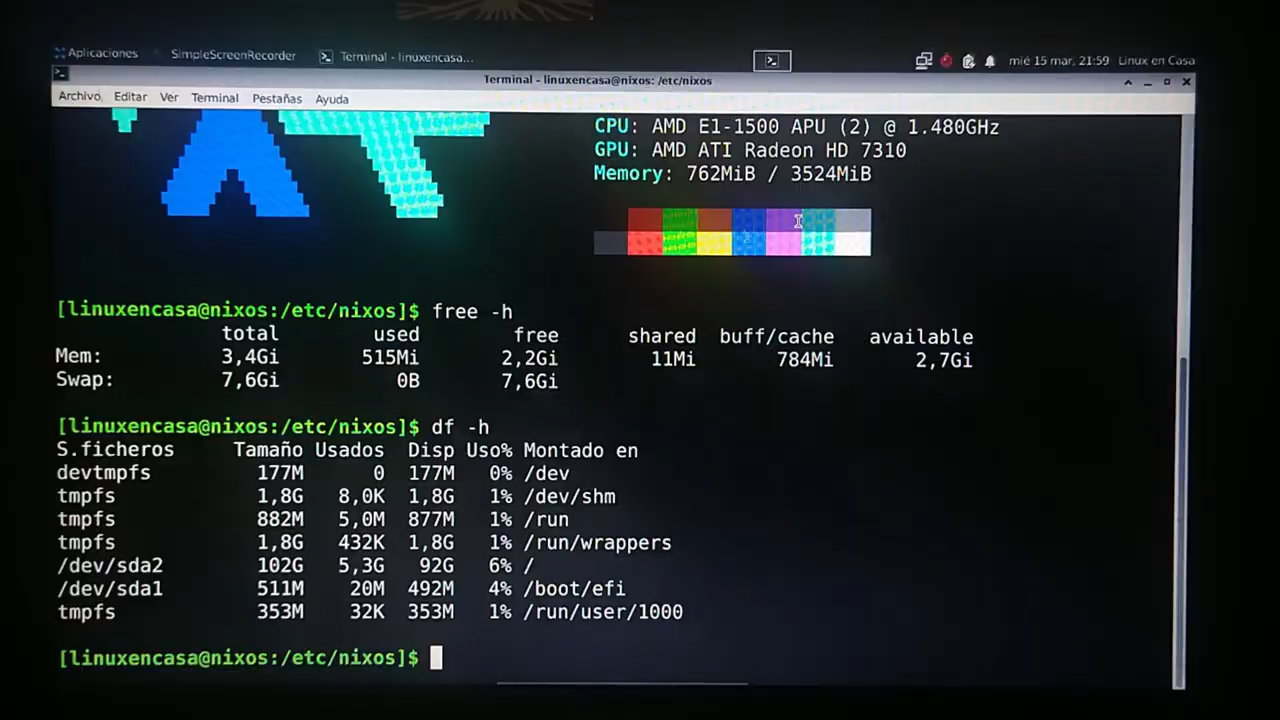 Aplicaciones SimpleScreenRecorder Terminal - linuxencasa... mié 15 mar, 21:59 Linux en Casa
Terminal - linuxencasa@nixos: /etc/nixos
Archivo Editar Ver Terminal Pestañas Ayuda
CPU: AMD E1-1500 APU (2) @ 1.480GHz
GPU: AMD ATI Radeon HD 7310
Memory: 762MiB / 3524MiB
[linuxencasa@nixos:/etc/nixos]$ free -h
total used free shared buff/cache available
Mem: 3,4Gi 515Mi 2,2Gi 11Mi 784Mi 2,7Gi
Swap: 7,6Gi 0B 7,6Gi
[linuxencasa@nixos:/etc/nixos]$ df -h
S.ficheros Tamaño Usados Disp Uso% Montado en
devtmpfs 177M 0 177M 0% /dev
tmpfs 1,8G 8,0K 1,8G 1% /dev/shm
tmpfs 882M 5,0M 877M 1% /run
tmpfs 1,8G 432K 1,8G 1% /run/wrappers
/dev/sda2 102G 5,3G 92G 6% /
/dev/sda1 511M 20M 492M 4% /boot/efi
tmpfs 353M 32K 353M 1% /run/user/1000
[linuxencasa@nixos:/etc/nixos]$